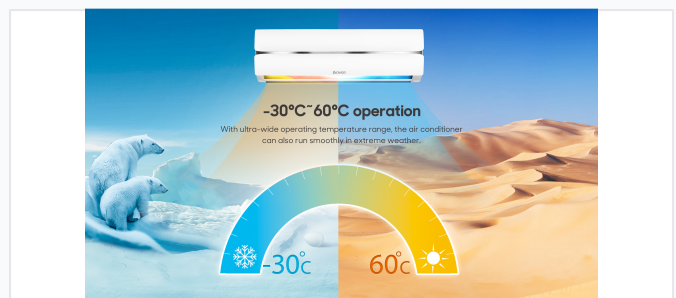 -30°C~60°C operation
With ultra-wide operating temperature range, the air conditioner
can also run smoothly in extreme weather.
-30°C 60°C